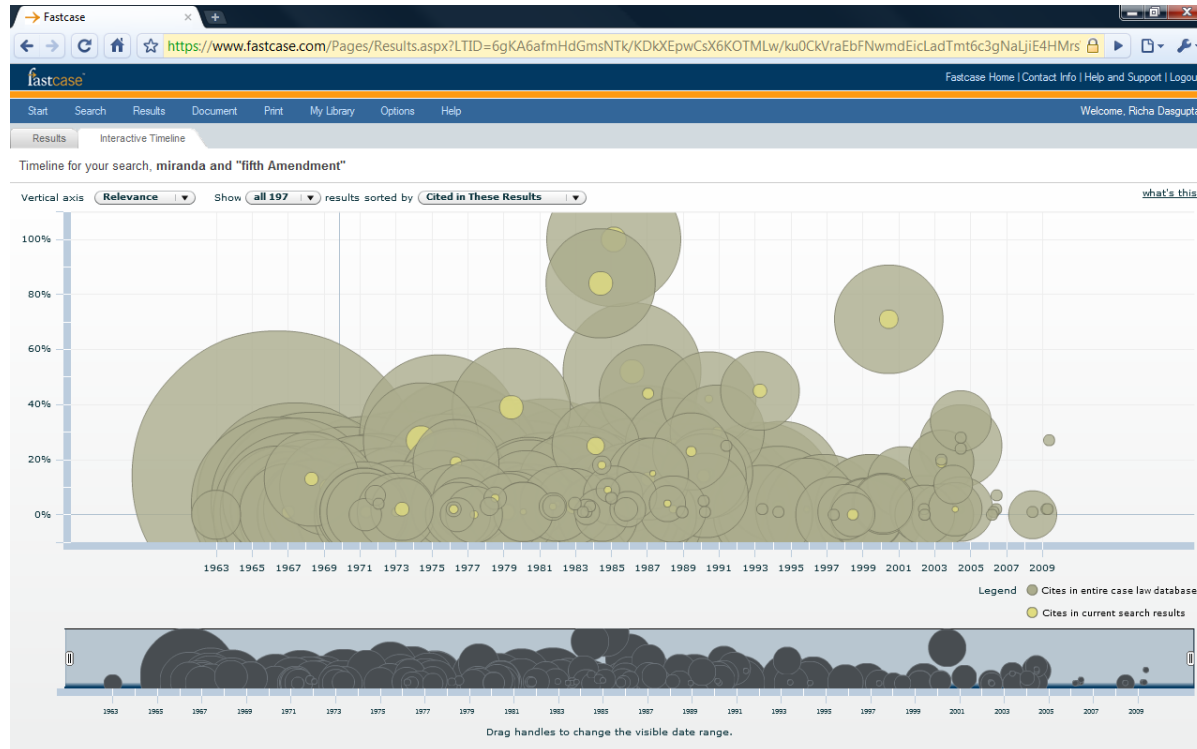 Fastcase
https://www.fastcase.com/Pages/Results.aspx?LTID=6gKA6afmHdGmsNTk/KDkXEpwCsX6KOTMLw/ku0CkVraEbFNwmdEicLadTmt6c3gNaLjiE4HMrs
fastcase
Fastcase Home | Contact Info | Help and Support | Logou
Start Search Results Document Print My Library Options Help Welcome, Richa Dasgupta
Results Interactive Timeline
Timeline for your search, miranda and "fifth Amendment"
Vertical axis Relevance Show all 197 results sorted by Cited in These Results what's this
100%
80%
60%
40%
20%
0%
1963 1965 1967 1969 1971 1973 1975 1977 1979 1981 1983 1985 1987 1989 1991 1993 1995 1997 1999 2001 2003 2005 2007 2009
Legend Cites in entire case law database
Cites in current search results
1963 1965 1967 1969 1971 1973 1975 1977 1979 1981 1983 1985 1987 1989 1991 1993 1995 1997 1999 2001 2003 2005 2007 2009
Drag handles to change the visible date range.